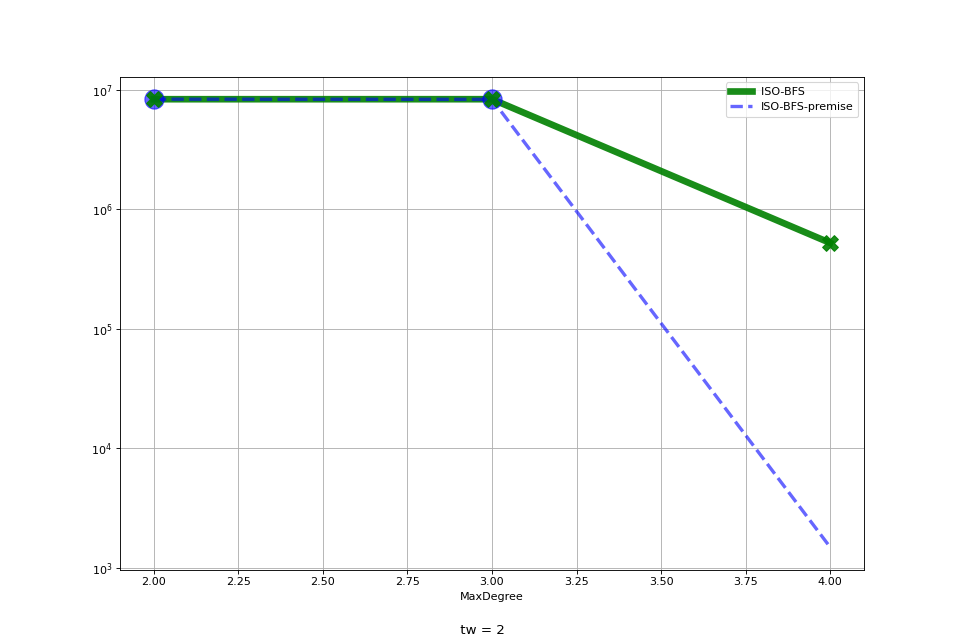 10^7
10^6
10^5
10^4
10^3
ISO-BFS
ISO-BFS-premise
2.00 2.25 2.50 2.75 3.00 3.25 3.50 3.75 4.00
MaxDegree
tw = 2